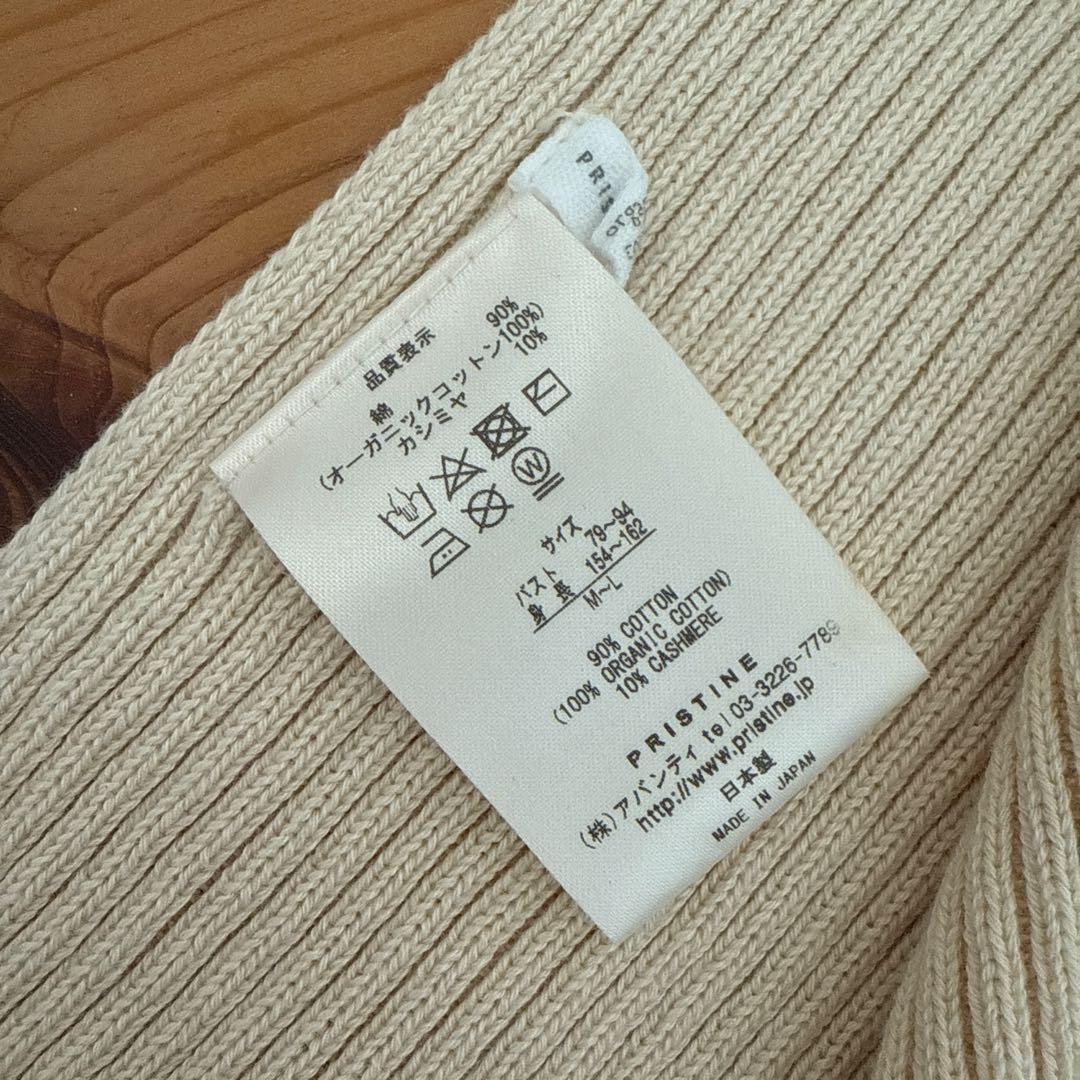 PRIS
品質表示
綿 90%
(オーガニックコットン100%)
カシミヤ 10%
W
サイズ
バスト 79～94
身長 154～162
M～L
90% COTTON
(100% ORGANIC COTTON)
10% CASHMERE
PRISTINE
(株)アバンティ tel 03-3226-7789
http://www.pristine.jp
日本製
MADE IN JAPAN